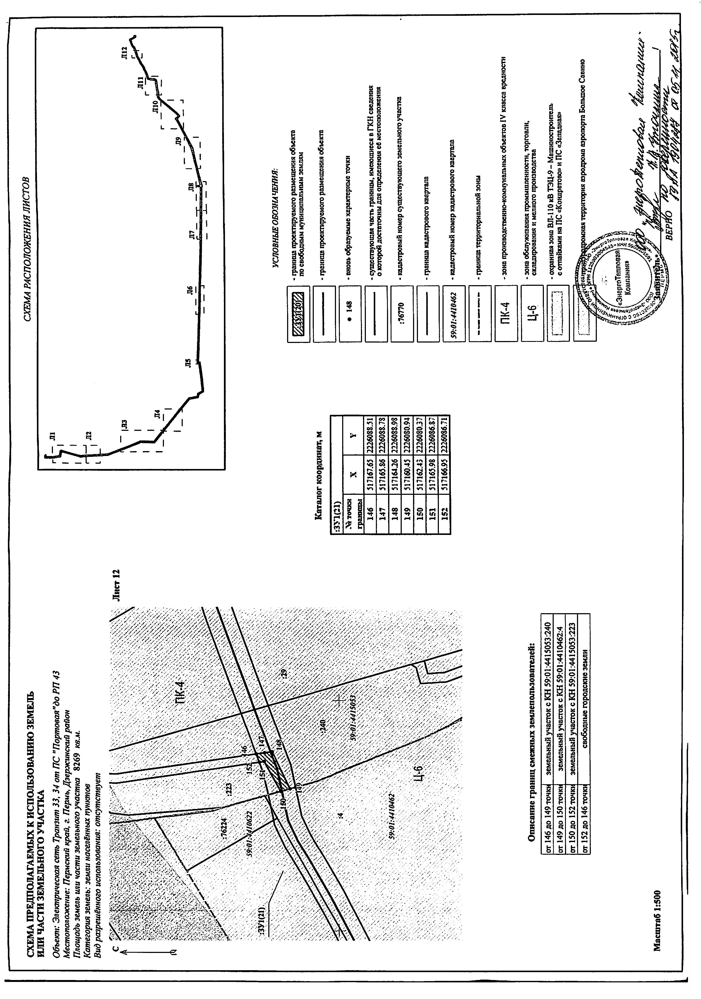 СХЕМА ПРЕДПОЛАГАЕМЫХ К ИСПОЛЬЗОВАНИЮ ЗЕМЕЛЬ
ИЛИ ЧАСТИ ЗЕМЕЛЬНОГО УЧАСТКА
Объект: Электрическая сеть Транзит 33, 34 от ПС "Портовая"до РП 43
Местоположение: Пермский край, г. Пермь, Дзержинский район
Площадь земель или части земельного участка 8269 кв.м.
Категория земель: земли населённых пунктов
Вид разрешённого использования: отсутствует
С
Лист 12
ПК-4
:29
146
147
148
152
151
:223
:240
59:01:4415053
149
150
:76224
59:01:4410622
Ц-6
:4
59:01:4410462
:ЗУ1(21)
СХЕМА РАСПОЛОЖЕНИЯ ЛИСТОВ
Л1
Л2
Л3
Л4
Л5
Л6
Л7
Л8
Л9
Л10
Л11
Л12
Каталог координат, м
:ЗУ1(21)
№ точки границы X Y
146 517167.65 2226088.51
147 517165.86 2226088.78
148 517164.26 2226088.98
149 517160.45 2226080.94
150 517162.43 2226080.37
151 517165.98 2226086.87
152 517166.95 2226086.71
УСЛОВНЫЕ ОБОЗНАЧЕНИЯ:
:ЗУ1(20) - граница проектируемого размещения объекта
по свободным муниципальным землям
- граница проектируемого размещения объекта
• 148 - вновь образуемые характерные точки
- существующая часть границы, имеющиеся в ГКН сведения
о которой достаточны для определения её местоположения
:76770 - кадастровый номер существующего земельного участка
- граница кадастрового квартала
59:01:4410462 - кадастровый номер кадастрового квартала
- граница территориальной зоны
ПК-4 - зона производственно-коммунальных объектов IV класса вредности
Ц-6 - зона обслуживания промышленности, торговли,
складирования и мелкого производства
- охранная зона ВЛ-110 кВ ТЭЦ-9 – Машиностроитель
с отпайками на ПС «Кондратово» и ПС «Западная»
- приаэродромная территория аэродрома аэропорта Большое Савино
Описание границ смежных землепользователей:
от 146 до 149 точки земельный участок с КН 59:01:4415053:240
от 149 до 150 точки земельный участок с КН 59:01:4410462:4
от 150 до 152 точки земельный участок с КН 59:01:4415053:223
от 152 до 146 точки свободные городские земли
Масштаб 1:500
«ЭнергоТепловая
Компания»
Заявитель
ООО "Энерготепловая Компания"
ВЕРНО по доверенности
от 05 11 2015г.